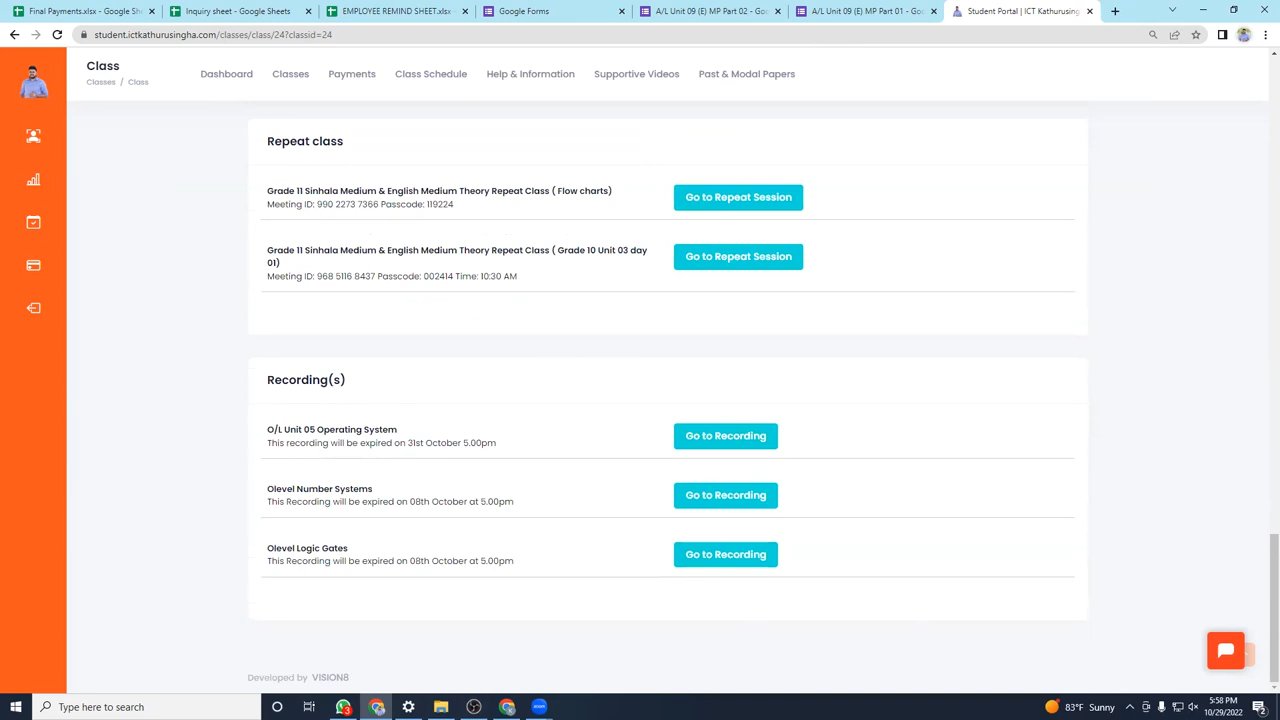 Final Payments.xlsx - Google She
Inquiry sheets - Google Sheets
EMPLOYEE REMIND SHEET.xlsx -
Google Forms
A/L Unit 09 (E) MP Part 02 - Goo
A/L Unit 09 (E) MP Part 01 - Goo
Student Portal | ICT Kathurusingha
student.ictkathurusingha.com/classes/class/24?classid=24
Class
Classes / Class
Dashboard
Classes
Payments
Class Schedule
Help & Information
Supportive Videos
Past & Modal Papers
Repeat class
Grade 11 Sinhala Medium & English Medium Theory Repeat Class ( Flow charts)
Meeting ID: 990 2273 7366 Passcode: 119224
Go to Repeat Session
Grade 11 Sinhala Medium & English Medium Theory Repeat Class ( Grade 10 Unit 03 day
01)
Meeting ID: 968 5116 8437 Passcode: 002414 Time: 10:30 AM
Go to Repeat Session
Recording(s)
O/L Unit 05 Operating System
This recording will be expired on 31st October 5.00pm
Go to Recording
Olevel Number Systems
This Recording will be expired on 08th October at 5.00pm
Go to Recording
Olevel Logic Gates
This Recording will be expired on 08th October at 5.00pm
Go to Recording
Developed by VISION8
Type here to search
3
zoom
83°F Sunny
5:58 PM
10/29/2022
2